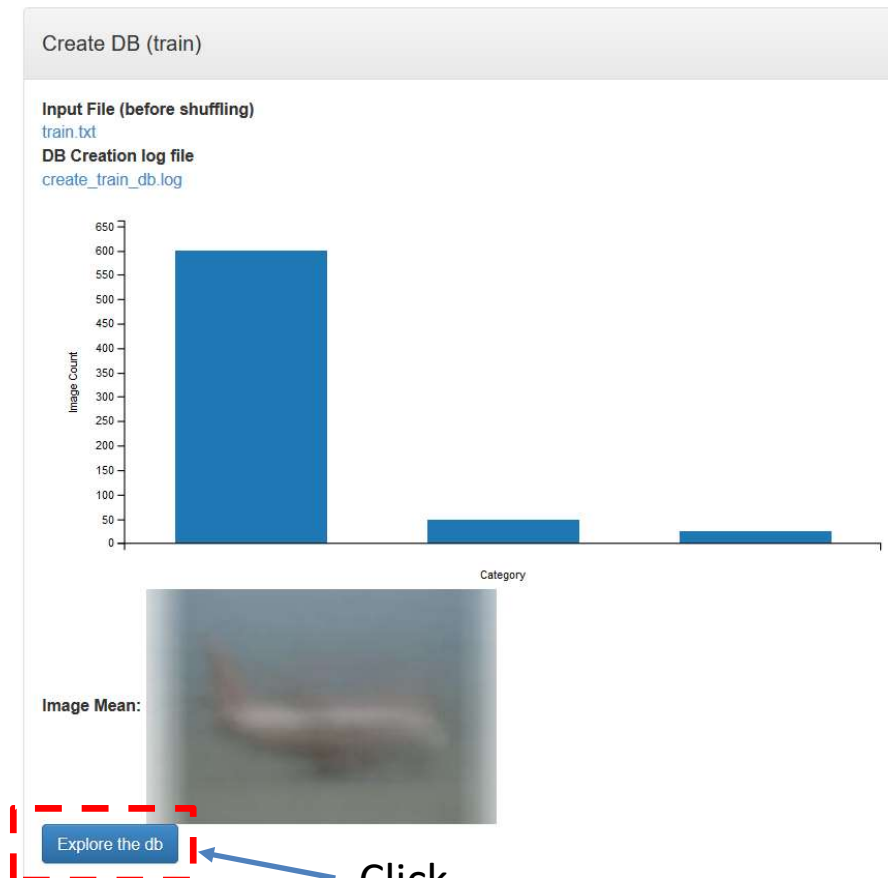 Create DB (train)
Input File (before shuffling)
train.txt
DB Creation log file
create_train_db.log
650
600
550
500
450
400
350
300
250
200
150
100
50
0
Image Count
Category
Image Mean:
Explore the db
Click